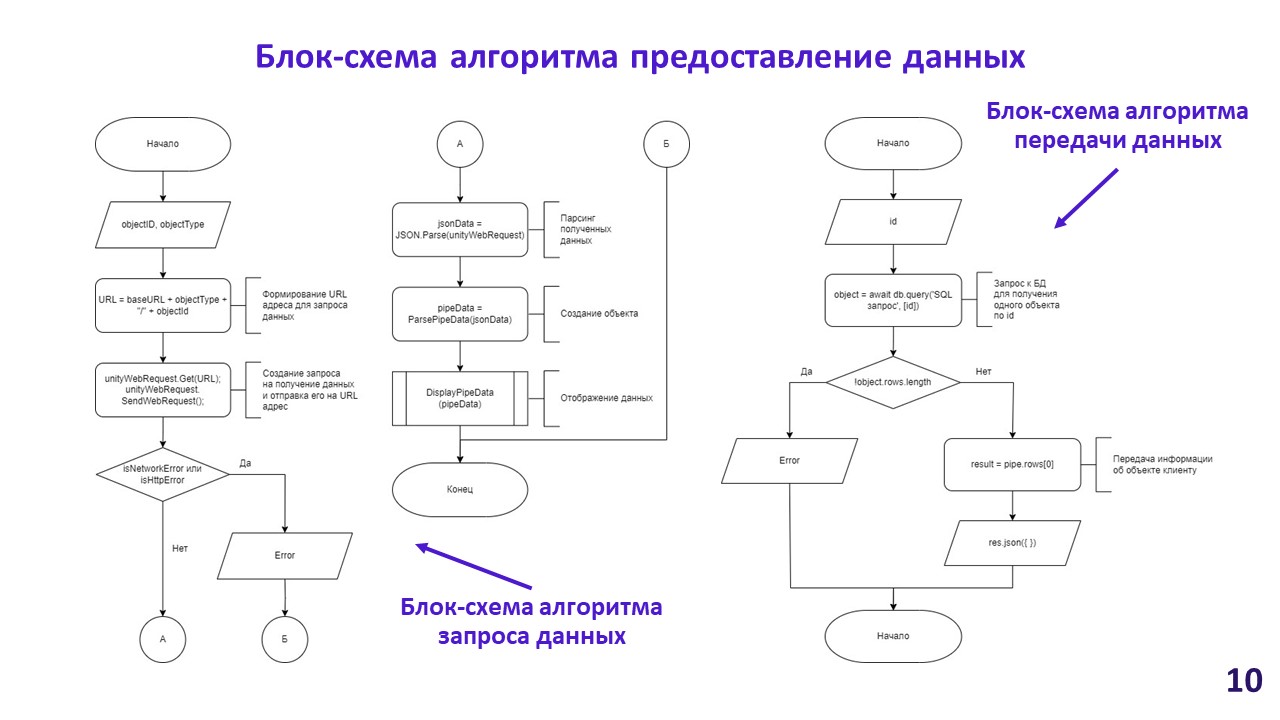 Блок-схема алгоритма предоставление данных
Начало
objectID, objectType
URL = baseURL + objectType +
"/" + objectId
Формирование URL
адреса для запроса
данных
unityWebRequest.Get(URL);
unityWebRequest.
SendWebRequest();
Создание запроса
на получение данных
и отправка его на URL
адрес
isNetworkError или
isHttpError
Да
Нет
Error
А
Б
А
Б
jsonData =
JSON.Parse(unityWebRequest)
Парсинг
полученных
данных
pipeData =
ParsePipeData(jsonData)
Создание объекта
DisplayPipeData
(pipeData)
Отображение данных
Конец
Блок-схема алгоритма
запроса данных
Блок-схема алгоритма
передачи данных
Начало
id
object = await db.query('SQL
запрос', [id])
Запрос к БД
для получения
одного объекта
по id
!object.rows.length
Да
Нет
Error
result = pipe.rows[0]
Передача информации
об объекте клиенту
res.json({ })
Начало
10